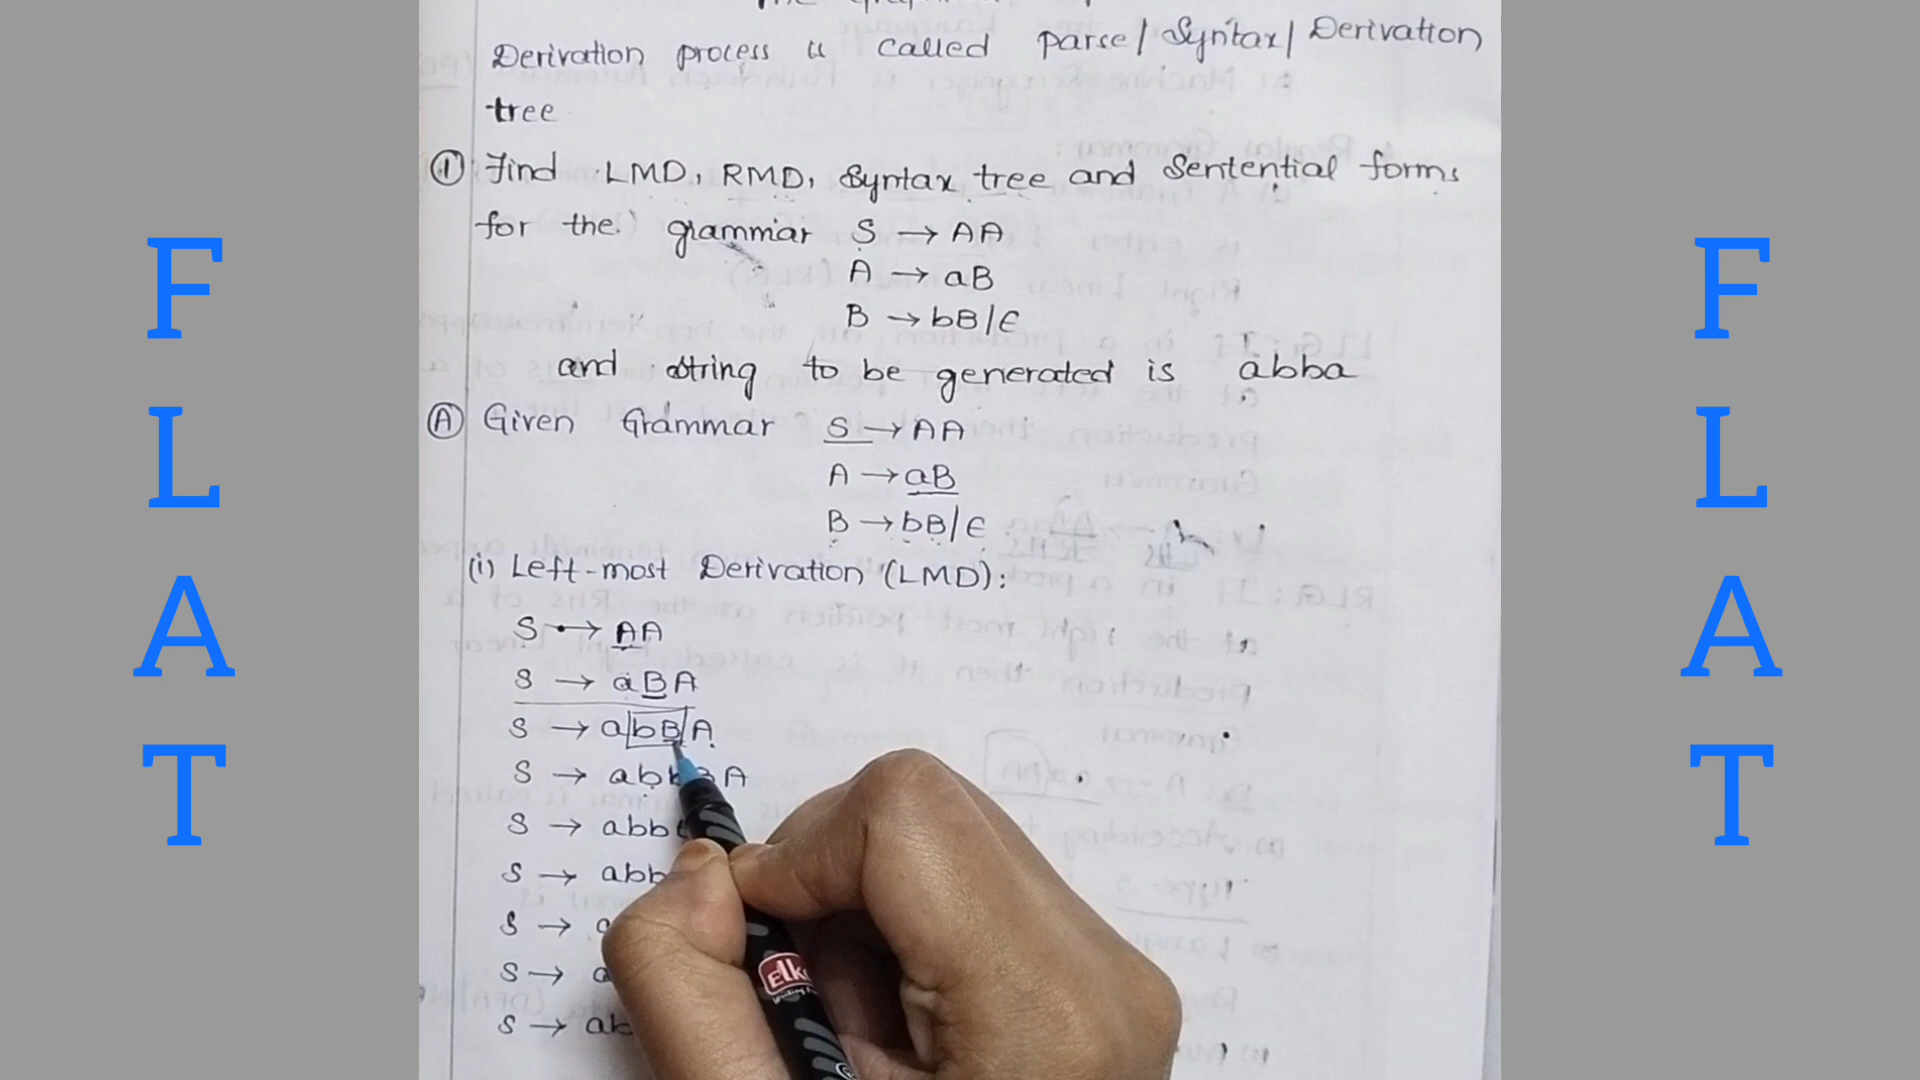 Derivation process is called parse/Syntax/Derivation
tree
① Find LMD, RMD, Syntax tree and Sentential forms
for the grammar S → AA
A → aB
B → bB/ϵ
and string to be generated is abba
Ⓐ Given Grammar S → AA
A → aB
B → bB/ϵ
(i) Left-most Derivation (LMD):
S → AA
S → aBA
S → abBA
S → abbBA
S → abb
S → abb
S → a
S → a
S → ab
Elk
F
L
A
T
F
L
A
T